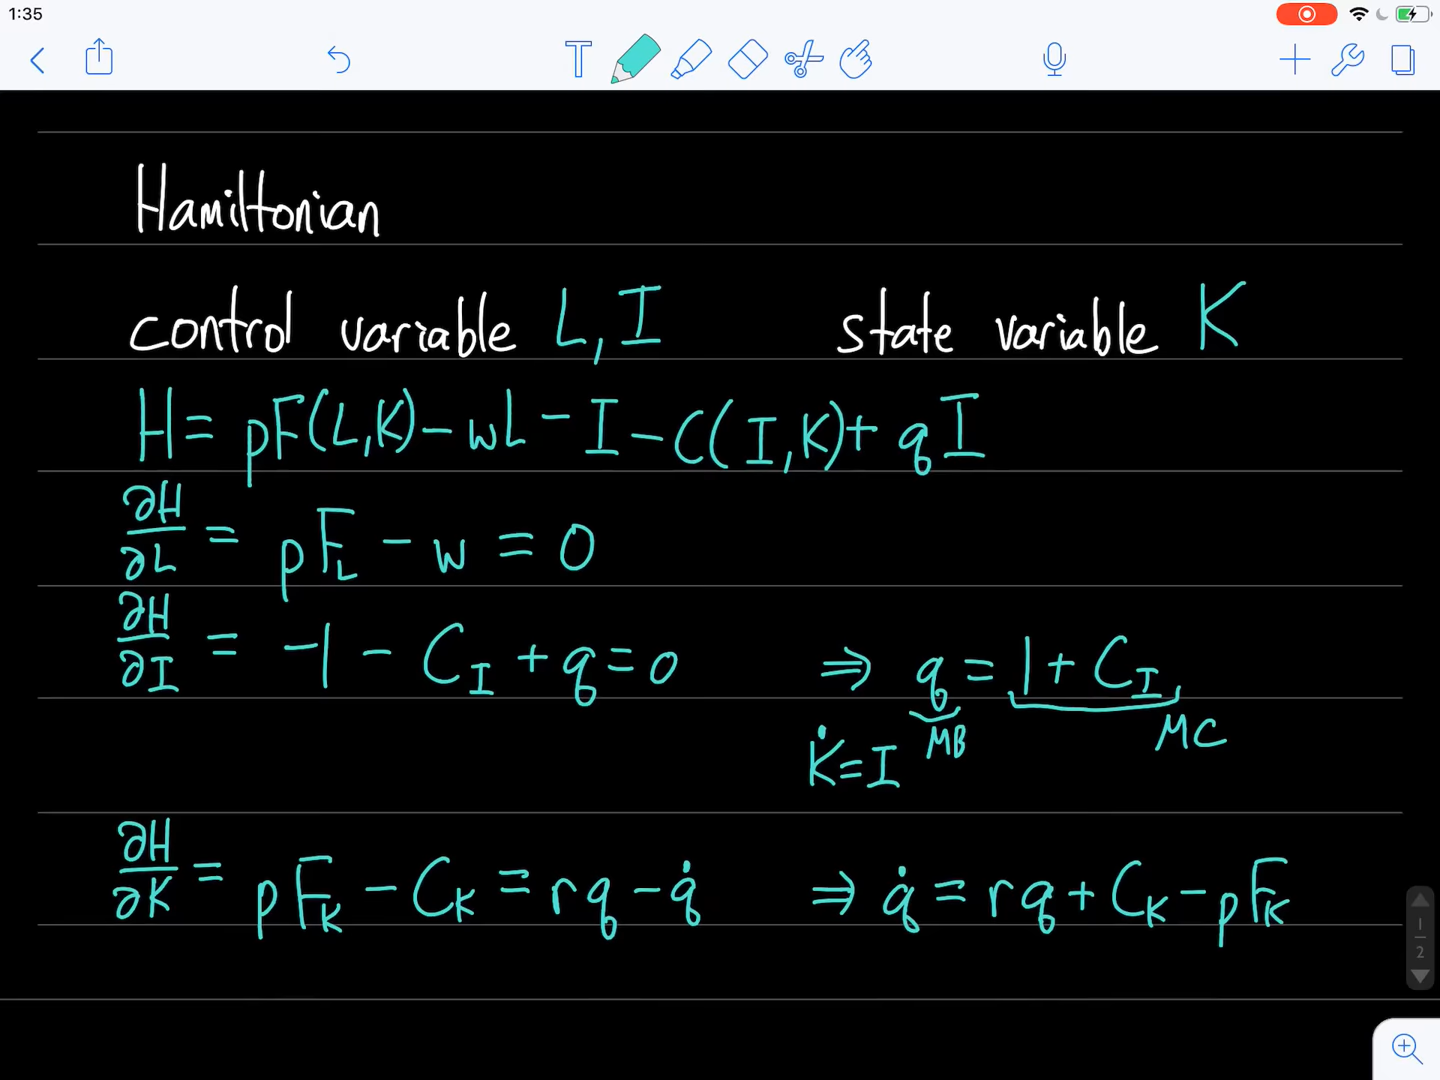 1:35
T
Hamiltonian
control variable L, I state variable K
H = pF(L,K) - wL - I - C(I,K) + qI
∂H/∂L = pF_L - w = 0
∂H/∂I = -1 - C_I + q = 0 ⇒ q = 1 + C_I
MB MC
K̇ = I
∂H/∂K = pF_K - C_K = rq - q̇ ⇒ q̇ = rq + C_K - pF_K
1
2